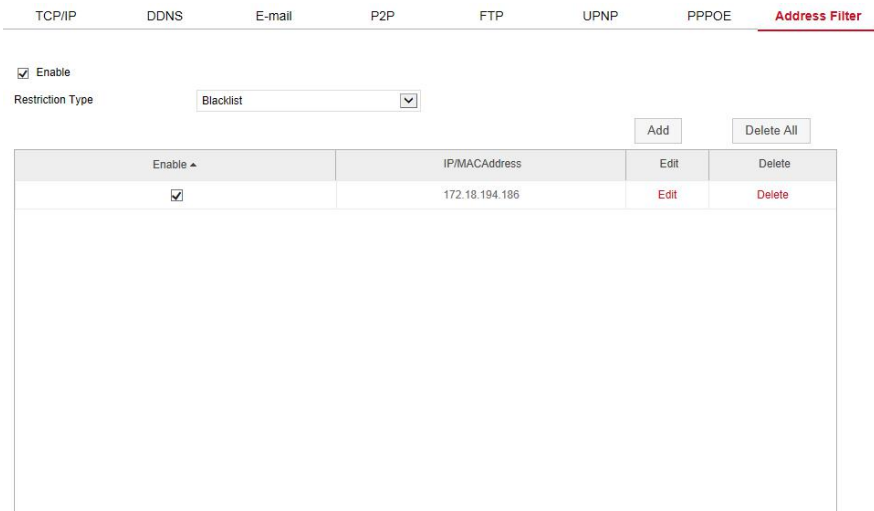 TCP/IP DDNS E-mail P2P FTP UPNP PPPOE Address Filter
Enable
Restriction Type Blacklist
Add Delete All
Enable IP/MACAddress Edit Delete
172.18.194.186 Edit Delete